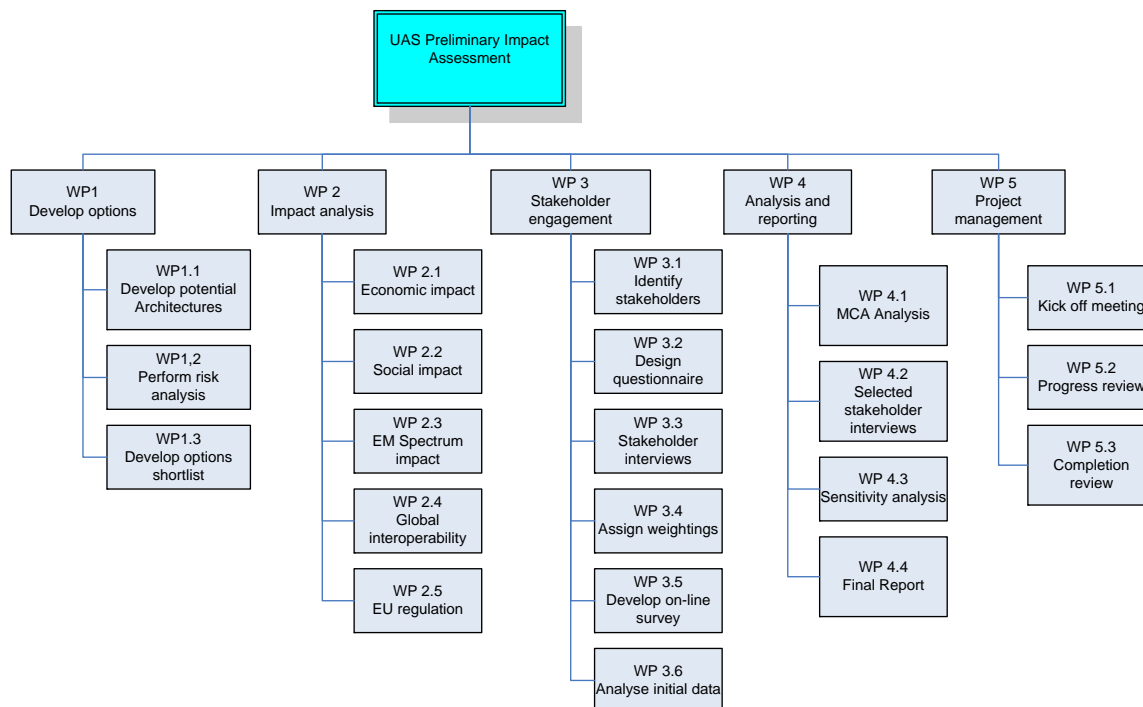 UAS Preliminary Impact
Assessment
WP1
Develop options
WP 2
Impact analysis
WP 3
Stakeholder
engagement
WP 4
Analysis and
reporting
WP 5
Project
management
WP1.1
Develop potential
Architectures
WP1,2
Perform risk
analysis
WP1.3
Develop options
shortlist
WP 2.1
Economic impact
WP 2.2
Social impact
WP 2.3
EM Spectrum
impact
WP 2.4
Global
interoperability
WP 2.5
EU regulation
WP 3.1
Identify
stakeholders
WP 3.2
Design
questionnaire
WP 3.3
Stakeholder
interviews
WP 3.4
Assign weightings
WP 3.5
Develop on-line
survey
WP 3.6
Analyse initial data
WP 4.1
MCA Analysis
WP 4.2
Selected
stakeholder
interviews
WP 4.3
Sensitivity analysis
WP 4.4
Final Report
WP 5.1
Kick off meeting
WP 5.2
Progress review
WP 5.3
Completion
review